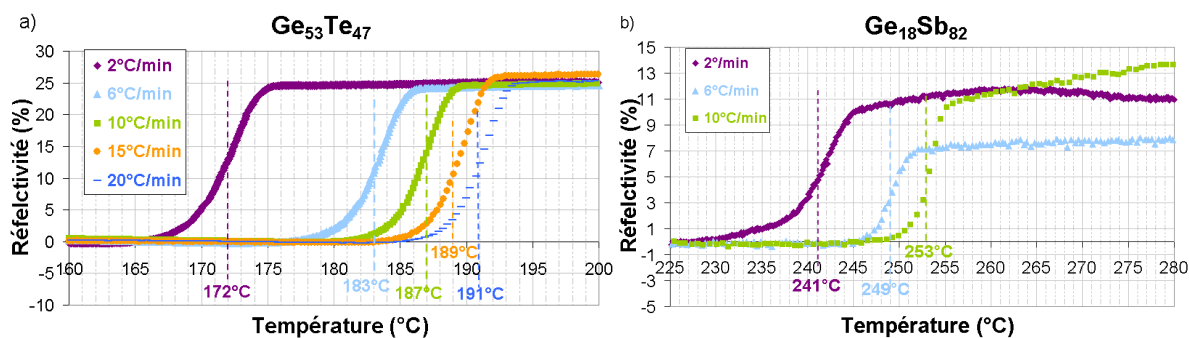 a)
Ge53Te47
Réfelctivité (%)
30
25
20
15
10
5
0
-5
-10
2°C/min
6°C/min
10°C/min
15°C/min
20°C/min
160
165
170
175
180
185
190
195
200
172°C
183°C
187°C
189°C
191°C
Température (°C)
b)
Ge18Sb82
Réfelctivité (%)
15
13
11
9
7
5
3
1
-1
-3
-5
2°/min
6°C/min
10°C/min
225
230
235
240
245
250
255
260
265
270
275
280
241°C
249°C
253°C
Température (°C)